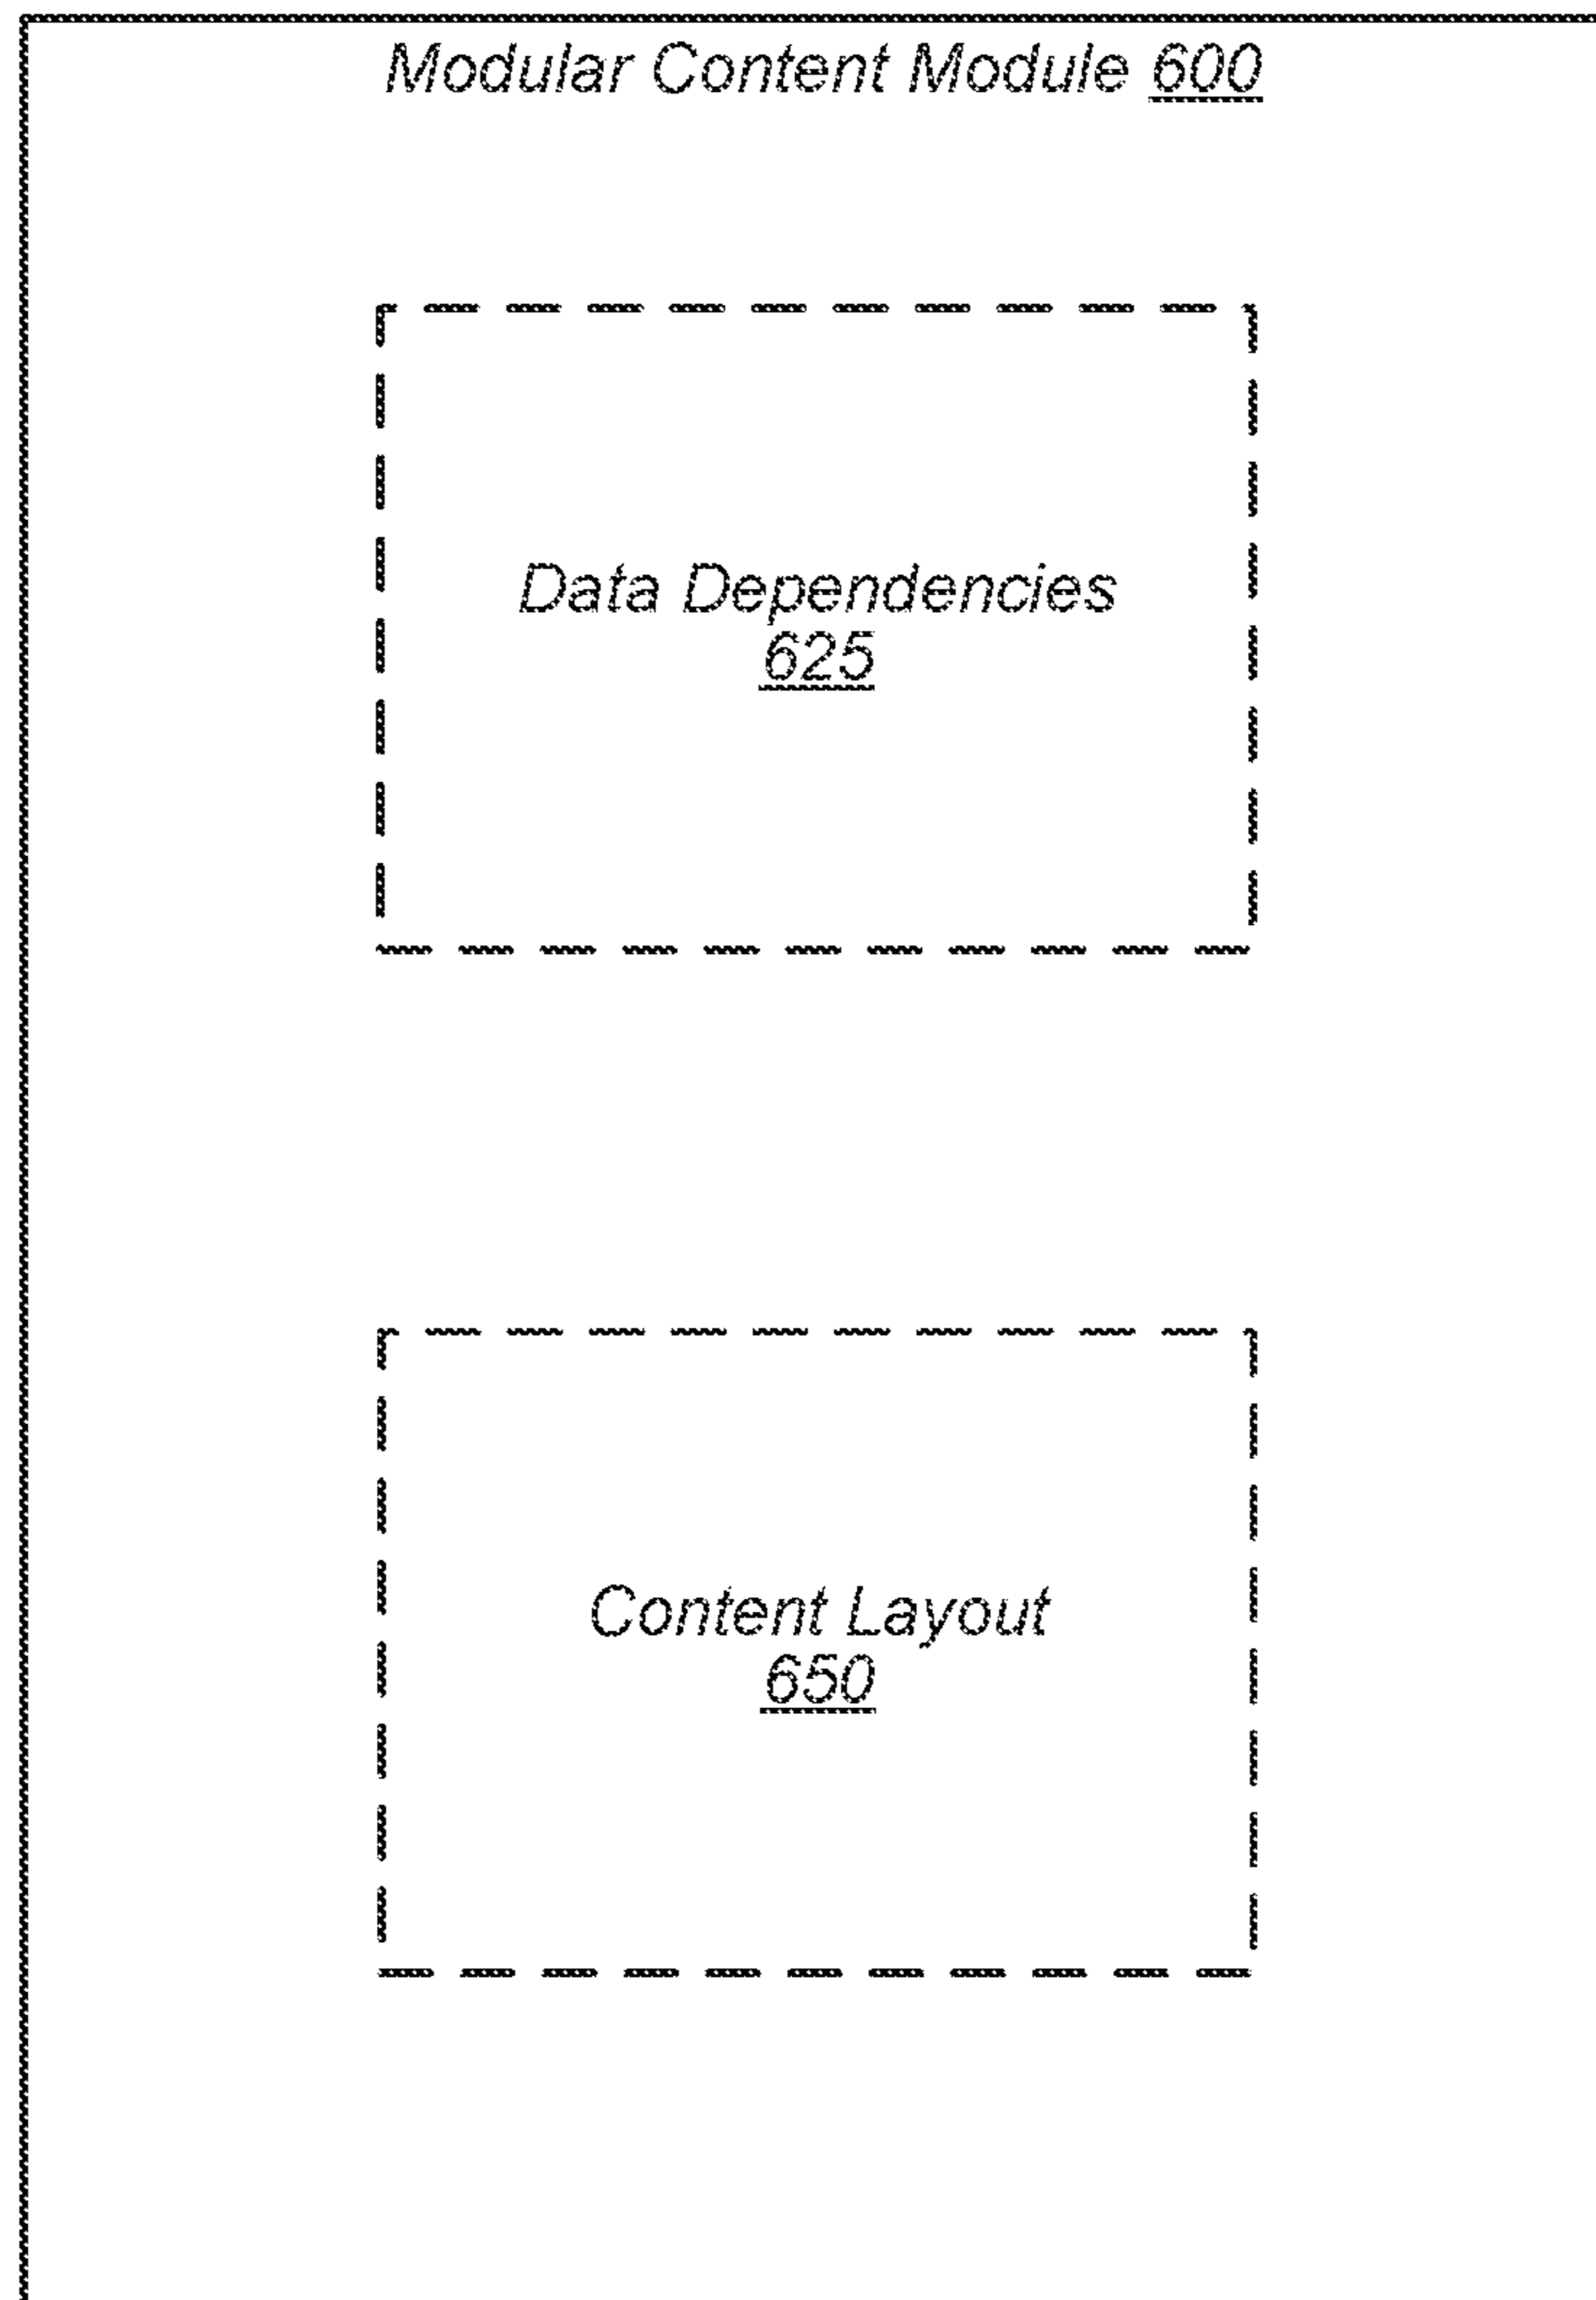 Modular Content Module 600
Data Dependencies
625
Content Layout
650